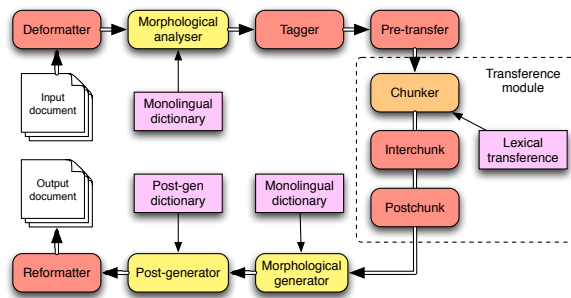 Deformatter
Morphological
analyser
Tagger
Pre-transfer
Transference
module
Input
document
Monolingual
dictionary
Chunker
Interchunk
Lexical
transference
Output
document
Post-gen
dictionary
Monolingual
dictionary
Postchunk
Reformatter
Post-generator
Morphological
generator